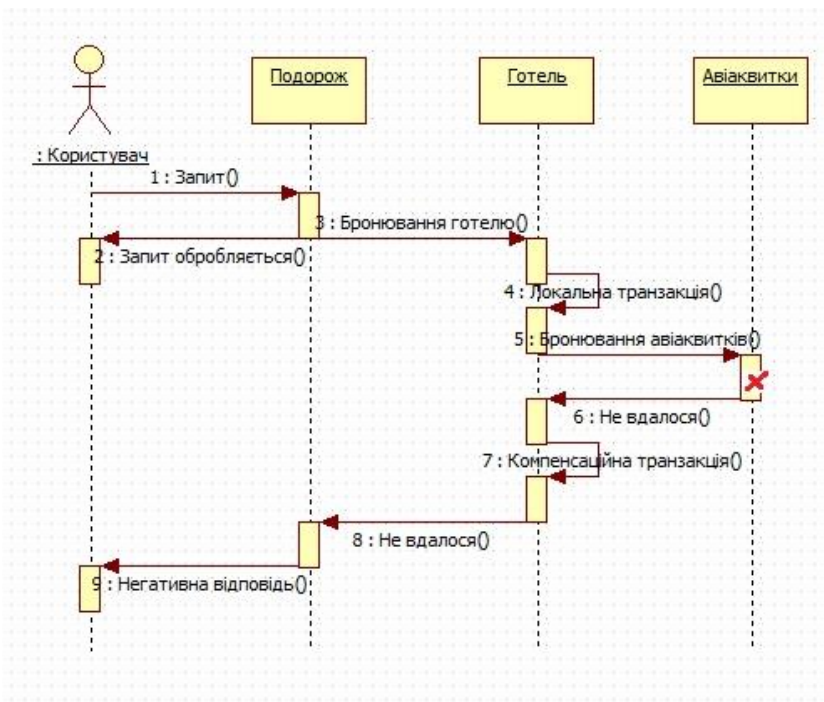 Подорож
Готель
Авіаквитки
: Користувач
1 : Запит()
3 : Бронювання готелю()
2 : Запит обробляється()
4 : Локальна транзакція()
5 : Бронювання авіаквитків()
6 : Не вдалося()
7 : Компенсаційна транзакція()
8 : Не вдалося()
9 : Негативна відповідь()